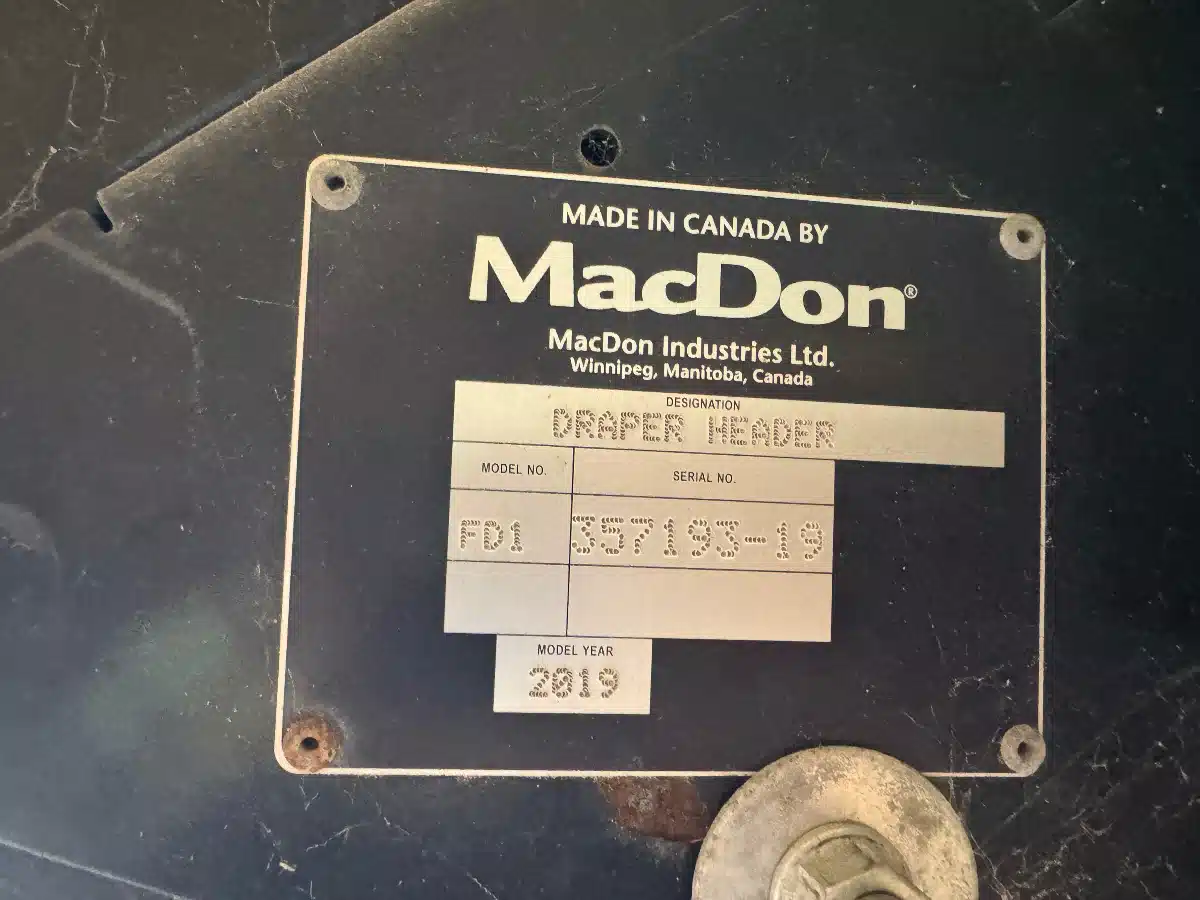 MADE IN CANADA BY
MacDon®
MacDon Industries Ltd.
Winnipeg, Manitoba, Canada
DESIGNATION
DRAPER HEADER
MODEL NO. SERIAL NO.
FD1 357193-19
MODEL YEAR
2019